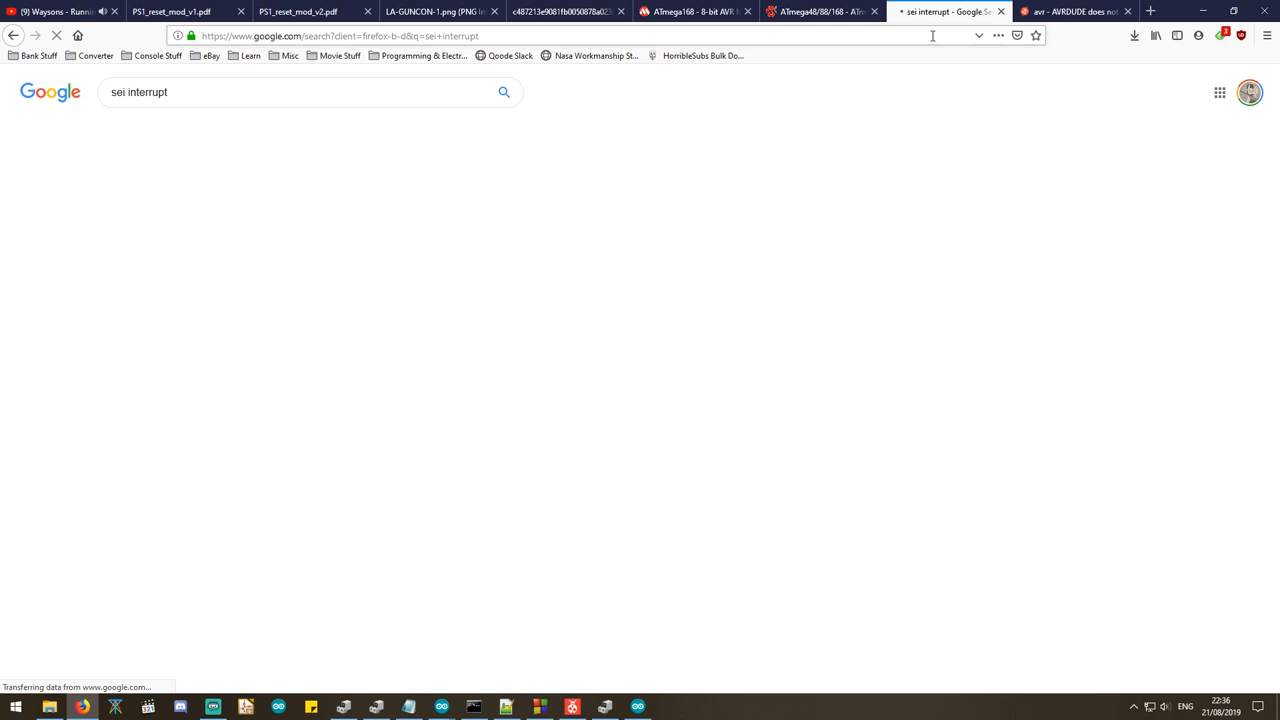 (9) Waysons - Runnin
PS1_reset_mod_v1.pdf
PS1_reset_mod_v2.pdf
LA-GUNCON-1.png (PNG Im
c487213e9081fb0050878a023
ATmega168 - 8-bit AVR M
ATmega48/88/168 - ATm
sei interrupt - Google Se
avr - AVRDUDE does not
https://www.google.com/search?client=firefox-b-d&q=sei+interrupt
3
Bank Stuff
Converter
Console Stuff
eBay
Learn
Misc
Movie Stuff
Programming & Electr...
Qoode Slack
Nasa Workmanship St...
HorribleSubs Bulk Do...
Google
sei interrupt
Transferring data from www.google.com...
ENG
22:36
21/08/2019